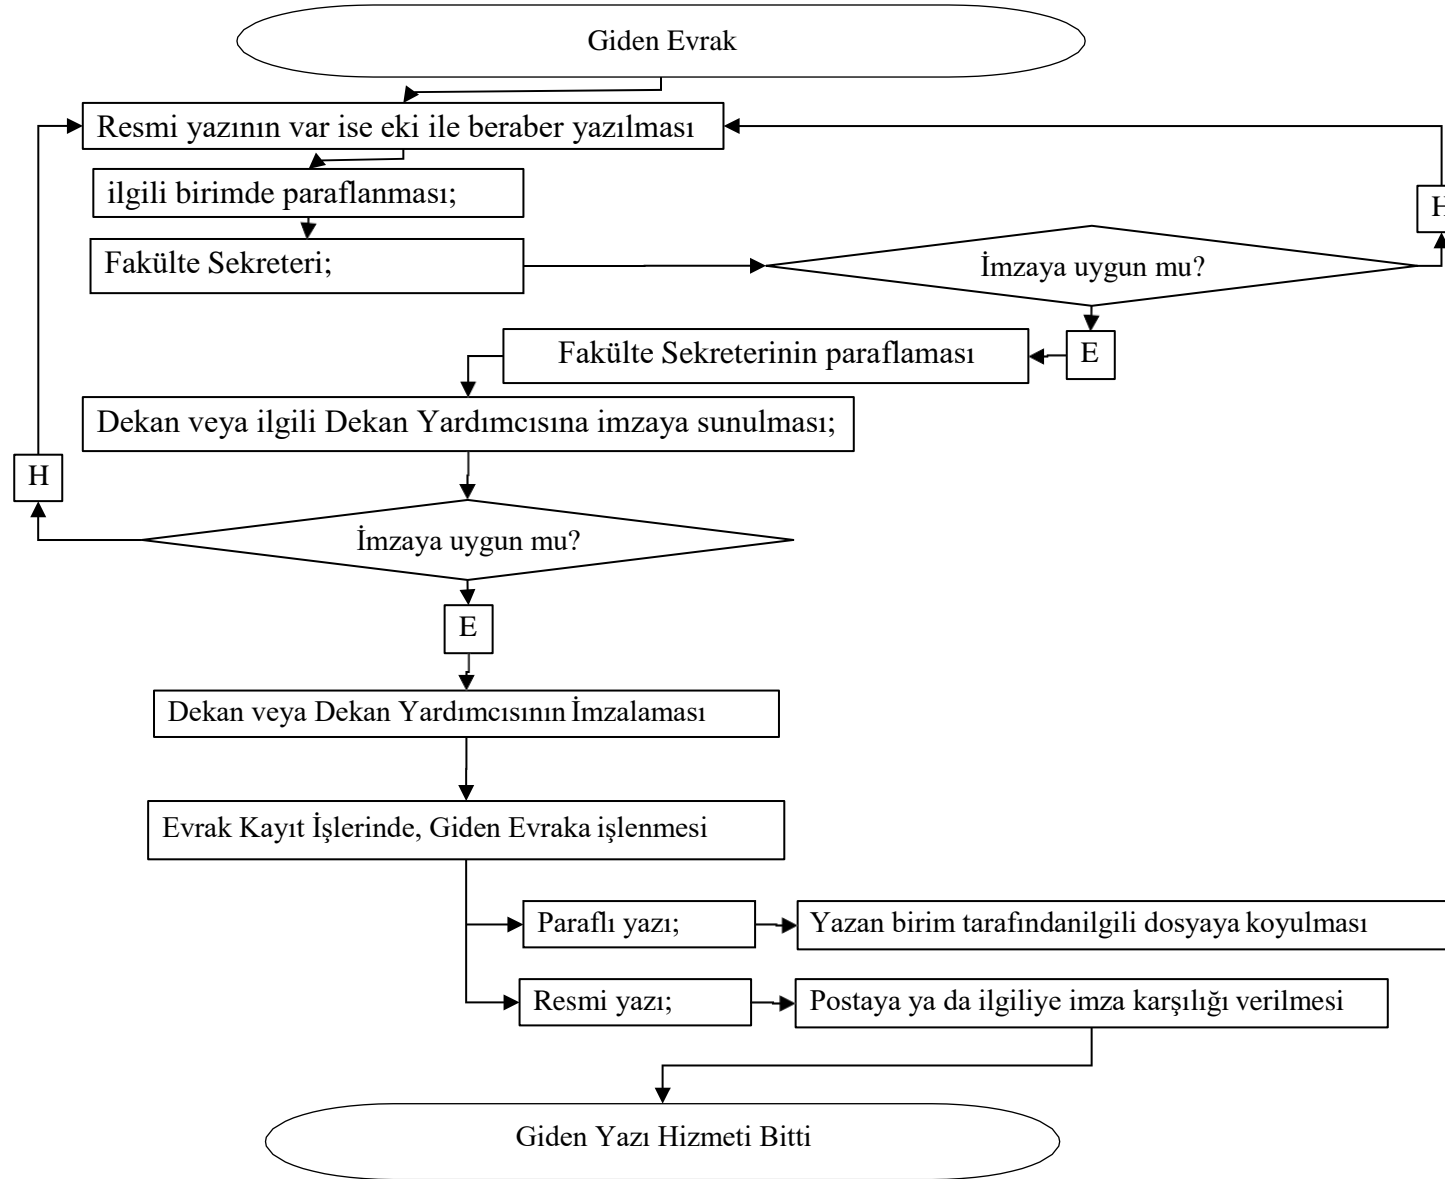 Giden Evrak
Resmi yazının var ise eki ile beraber yazılması
ilgili birimde paraflanması;
H
Fakülte Sekreteri;
İmzaya uygun mu?
Fakülte Sekreterinin paraflaması
E
Dekan veya ilgili Dekan Yardımcısına imzaya sunulması;
H
İmzaya uygun mu?
E
Dekan veya Dekan Yardımcısının İmzalaması
Evrak Kayıt İşlerinde, Giden Evraka işlenmesi
Paraflı yazı;
Yazan birim tarafındanilgili dosyaya koyulması
Resmi yazı;
Postaya ya da ilgiliye imza karşılığı verilmesi
Giden Yazı Hizmeti Bitti